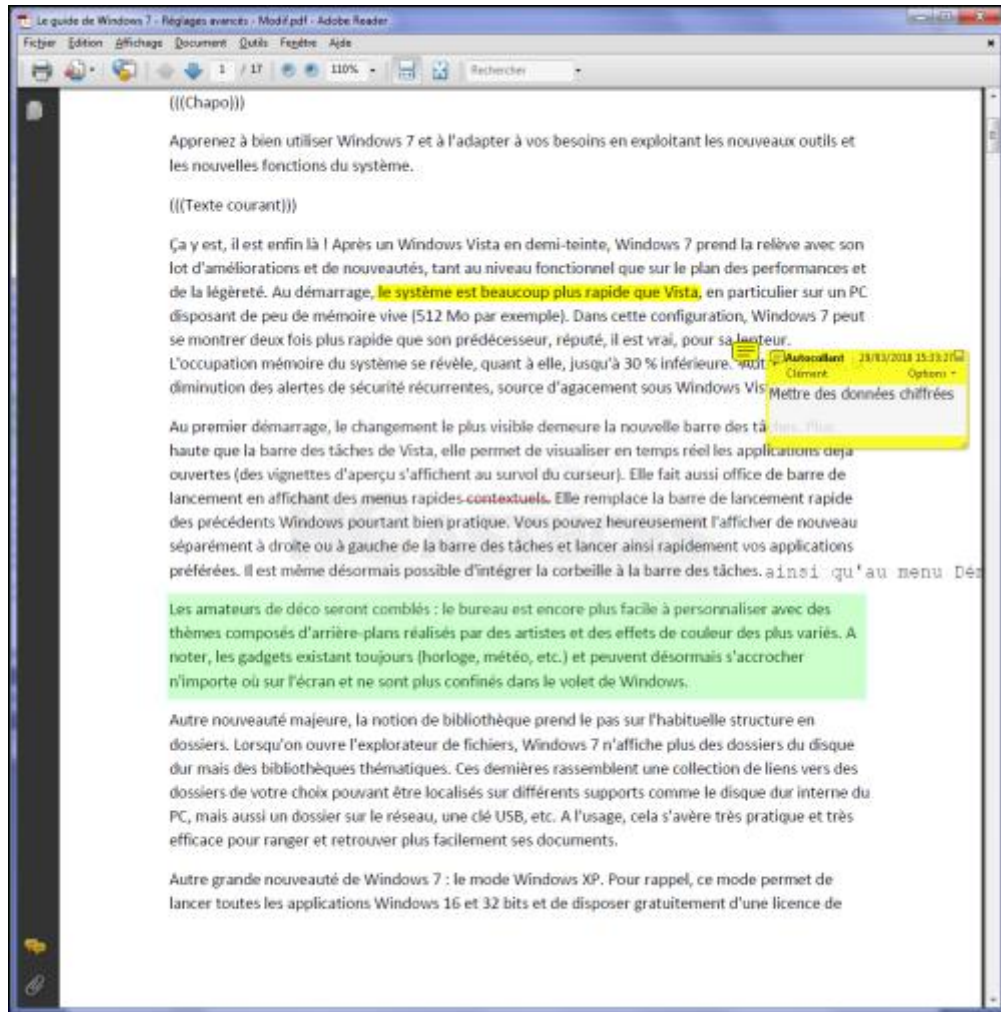 Le guide de Windows 7 - Réglages avancés - Modif.pdf - Adobe Reader
Fichier Edition Affichage Document Outils Fenêtre Aide
1 / 17 110% Rechercher
(((Chapo)))
Apprenez à bien utiliser Windows 7 et à l'adapter à vos besoins en exploitant les nouveaux outils et
les nouvelles fonctions du système.
(((Texte courant)))
Ça y est, il est enfin là ! Après un Windows Vista en demi-teinte, Windows 7 prend la relève avec son
lot d'améliorations et de nouveautés, tant au niveau fonctionnel que sur le plan des performances et
de la légèreté. Au démarrage, le système est beaucoup plus rapide que Vista, en particulier sur un PC
disposant de peu de mémoire vive (512 Mo par exemple). Dans cette configuration, Windows 7 peut
se montrer deux fois plus rapide que son prédécesseur, réputé, il est vrai, pour sa lenteur.
L'occupation mémoire du système se révèle, quant à elle, jusqu'à 30 % inférieure.
diminution des alertes de sécurité récurrentes, source d'agacement sous Windows Vis
Autocollant 28/03/2018 15:33:27
Clément Options
Mettre des données chiffrées
Au premier démarrage, le changement le plus visible demeure la nouvelle barre des tâches. Plus
haute que la barre des tâches de Vista, elle permet de visualiser en temps réel les applications déjà
ouvertes (des vignettes d'aperçu s'affichent au survol du curseur). Elle fait aussi office de barre de
lancement en affichant des menus rapides contextuels. Elle remplace la barre de lancement rapide
des précédents Windows pourtant bien pratique. Vous pouvez heureusement l'afficher de nouveau
séparément à droite ou à gauche de la barre des tâches et lancer ainsi rapidement vos applications
préférées. Il est même désormais possible d'intégrer la corbeille à la barre des tâches. ainsi qu'au menu Dém
Les amateurs de déco seront comblés : le bureau est encore plus facile à personnaliser avec des
thèmes composés d'arrière-plans réalisés par des artistes et des effets de couleur des plus variés. A
noter, les gadgets existant toujours (horloge, météo, etc.) et peuvent désormais s'accrocher
n'importe où sur l'écran et ne sont plus confinés dans le volet de Windows.
Autre nouveauté majeure, la notion de bibliothèque prend le pas sur l'habituelle structure en
dossiers. Lorsqu'on ouvre l'explorateur de fichiers, Windows 7 n'affiche plus des dossiers du disque
dur mais des bibliothèques thématiques. Ces dernières rassemblent une collection de liens vers des
dossiers de votre choix pouvant être localisés sur différents supports comme le disque dur interne du
PC, mais aussi un dossier sur le réseau, une clé USB, etc. A l'usage, cela s'avère très pratique et très
efficace pour ranger et retrouver plus facilement ses documents.
Autre grande nouveauté de Windows 7 : le mode Windows XP. Pour rappel, ce mode permet de
lancer toutes les applications Windows 16 et 32 bits et de disposer gratuitement d'une licence de